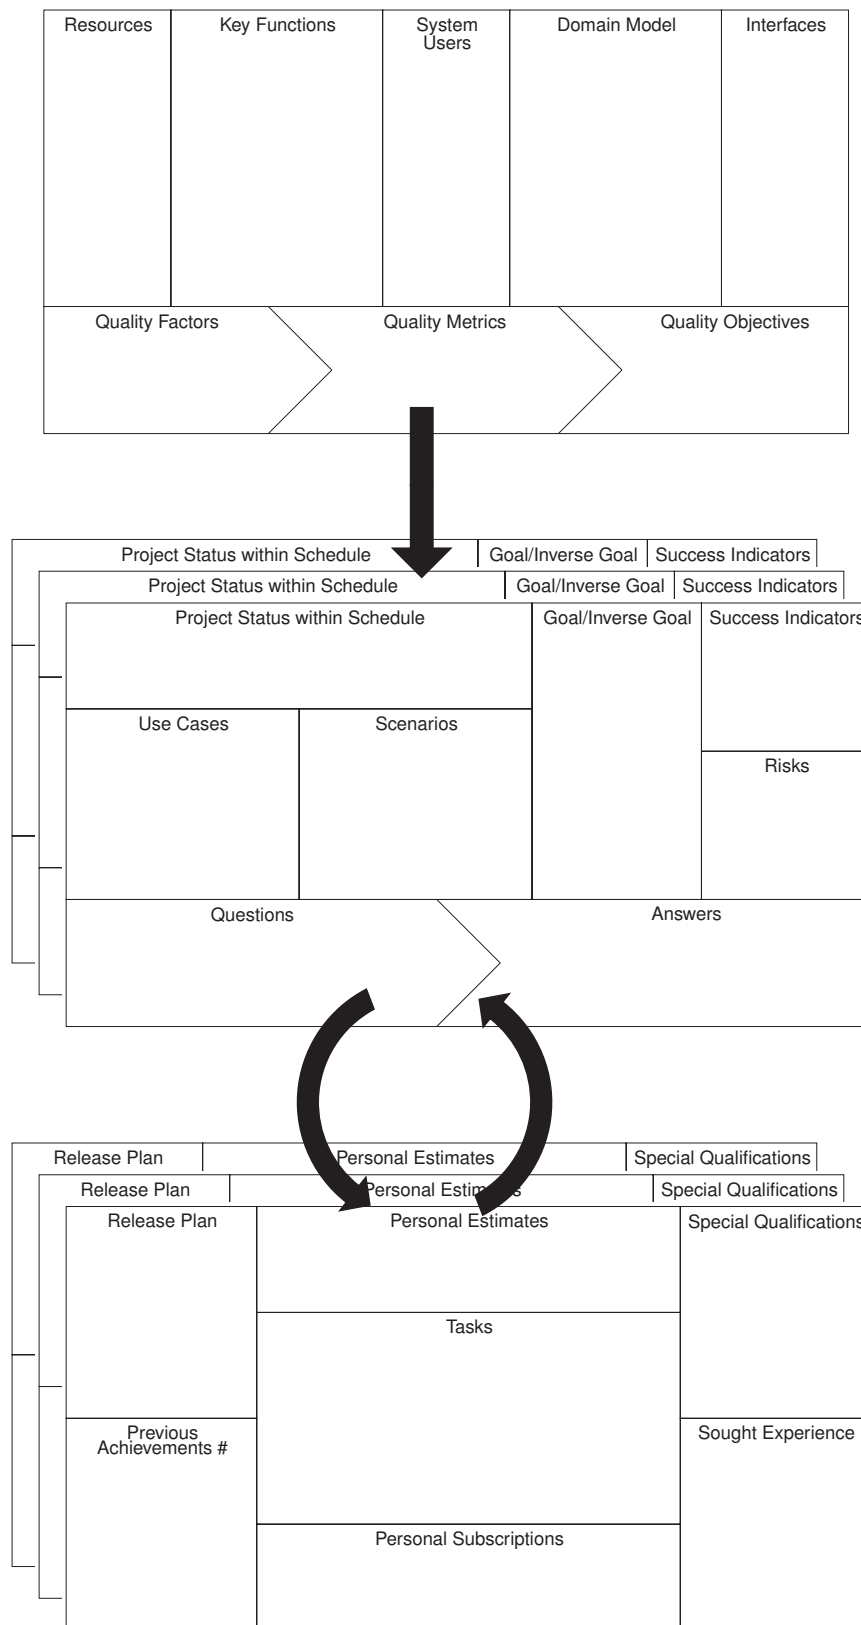 Resources
Key Functions
System
Users
Domain Model
Interfaces
Quality Factors
Quality Metrics
Quality Objectives
Project Status within Schedule
Goal/Inverse Goal
Success Indicators
Project Status within Schedule
Goal/Inverse Goal
Success Indicators
Project Status within Schedule
Goal/Inverse Goal
Success Indicators
Use Cases
Scenarios
Risks
Questions
Answers
Release Plan
Personal Estimates
Special Qualifications
Release Plan
Personal Estimates
Special Qualifications
Release Plan
Personal Estimates
Special Qualifications
Tasks
Previous
Achievements #
Sought Experience
Personal Subscriptions